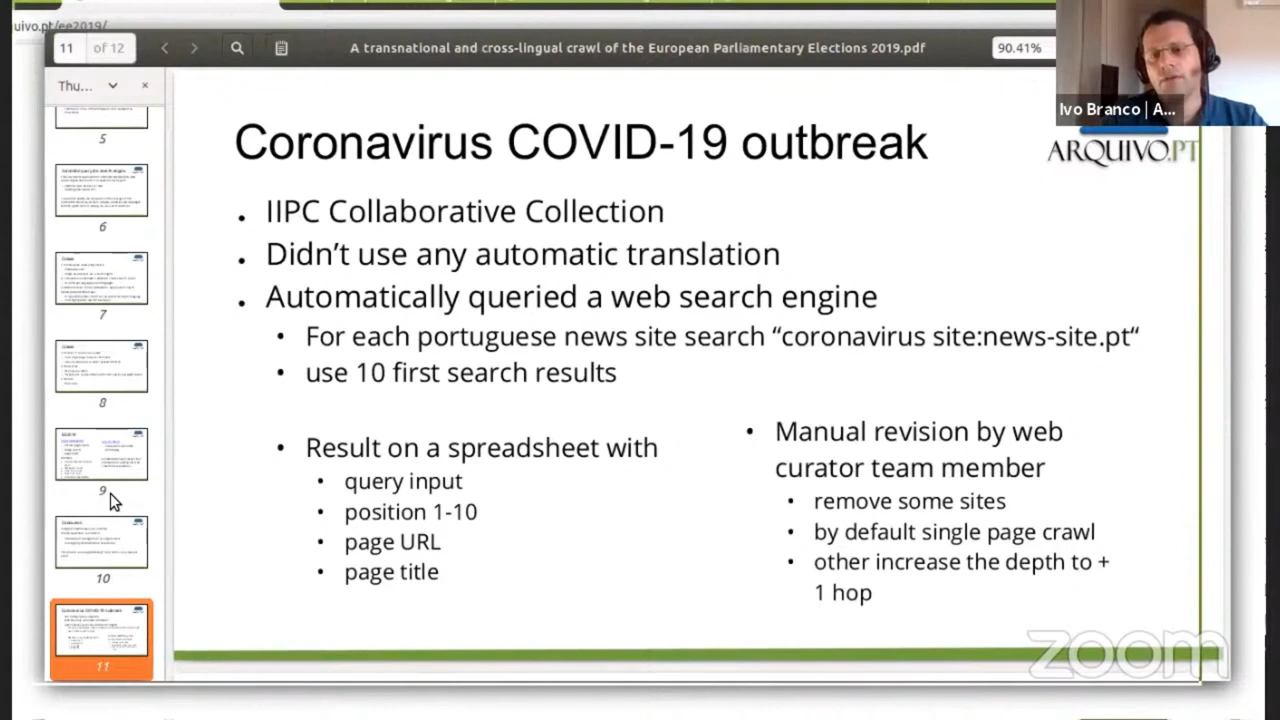 uivo.pt/ee2019/
11 of 12
A transnational and cross-lingual crawl of the European Parliamentary Elections 2019.pdf
90.41%
Thu...
Ivo Branco | A...
5
6
7
8
9
10
11
Coronavirus COVID-19 outbreak
ARQUIVO.PT
• IIPC Collaborative Collection
• Didn’t use any automatic translation
• Automatically queried a web search engine
• For each portuguese news site search “coronavirus site:news-site.pt“
• use 10 first search results
• Result on a spreadsheet with
• query input
• position 1-10
• page URL
• page title
• Manual revision by web
curator team member
• remove some sites
• by default single page crawl
• other increase the depth to +
1 hop
zoom